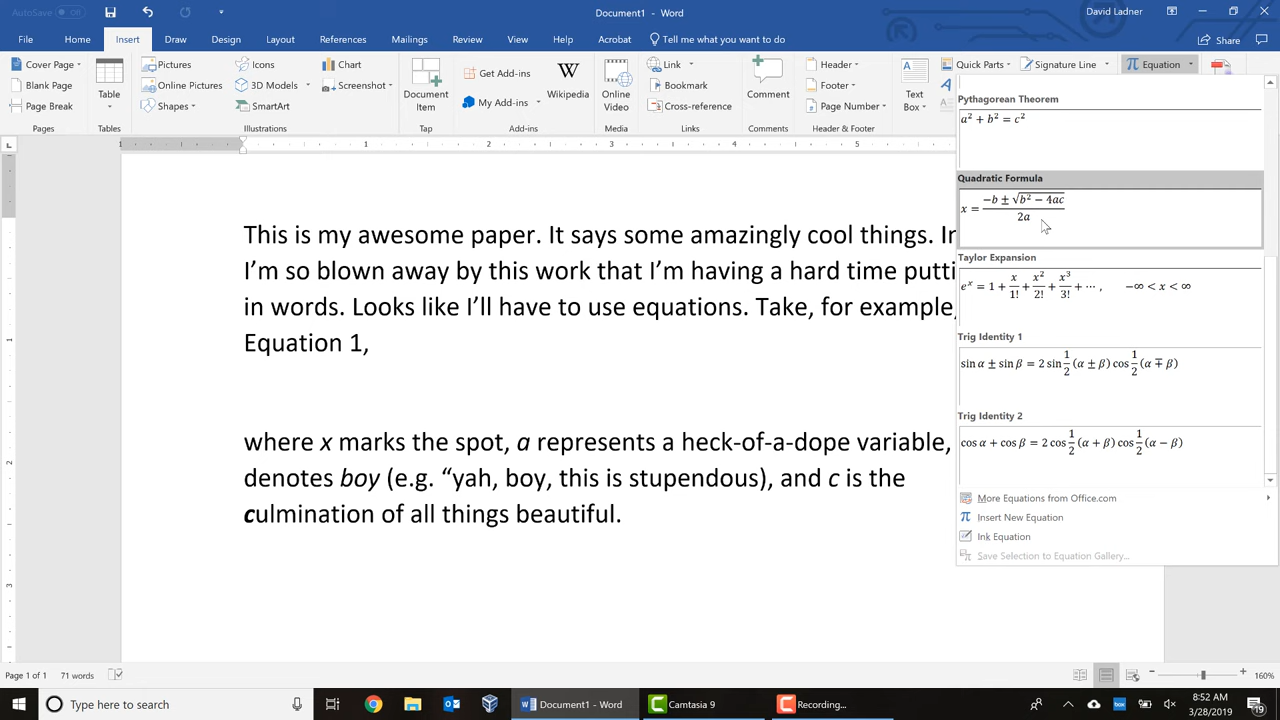 AutoSave Off
Document1 - Word
David Ladner
File Home Insert Draw Design Layout References Mailings Review View Help Acrobat Tell me what you want to do Share
Cover Page
Blank Page
Page Break
Pages
Table
Tables
Pictures
Online Pictures
Shapes
Icons
3D Models
SmartArt
Chart
Screenshot
Illustrations
Document
Item
Tap
Get Add-ins
My Add-ins
Wikipedia
Add-ins
Online
Video
Media
Link
Bookmark
Cross-reference
Links
Comment
Comments
Header
Footer
Page Number
Header & Footer
Text
Box
Quick Parts
Signature Line
Equation
Pythagorean Theorem
a² + b² = c²
Quadratic Formula
x = (−b ± √(b² − 4ac)) / 2a
Taylor Expansion
eˣ = 1 + x/1! + x²/2! + x³/3! + ⋯ , −∞ < x < ∞
Trig Identity 1
sin α ± sin β = 2 sin 1/2 (α ± β) cos 1/2 (α ∓ β)
Trig Identity 2
cos α + cos β = 2 cos 1/2 (α + β) cos 1/2 (α − β)
More Equations from Office.com
Insert New Equation
Ink Equation
Save Selection to Equation Gallery...
1 1 2 3 4 5
1
2
3
This is my awesome paper. It says some amazingly cool things. In
I'm so blown away by this work that I'm having a hard time putti
in words. Looks like I'll have to use equations. Take, for example,
Equation 1,
where x marks the spot, a represents a heck-of-a-dope variable,
denotes boy (e.g. “yah, boy, this is stupendous), and c is the
culmination of all things beautiful.
Page 1 of 1 71 words
160%
Type here to search
Document1 - Word
Camtasia 9
Recording...
box
8:52 AM
3/28/2019
19